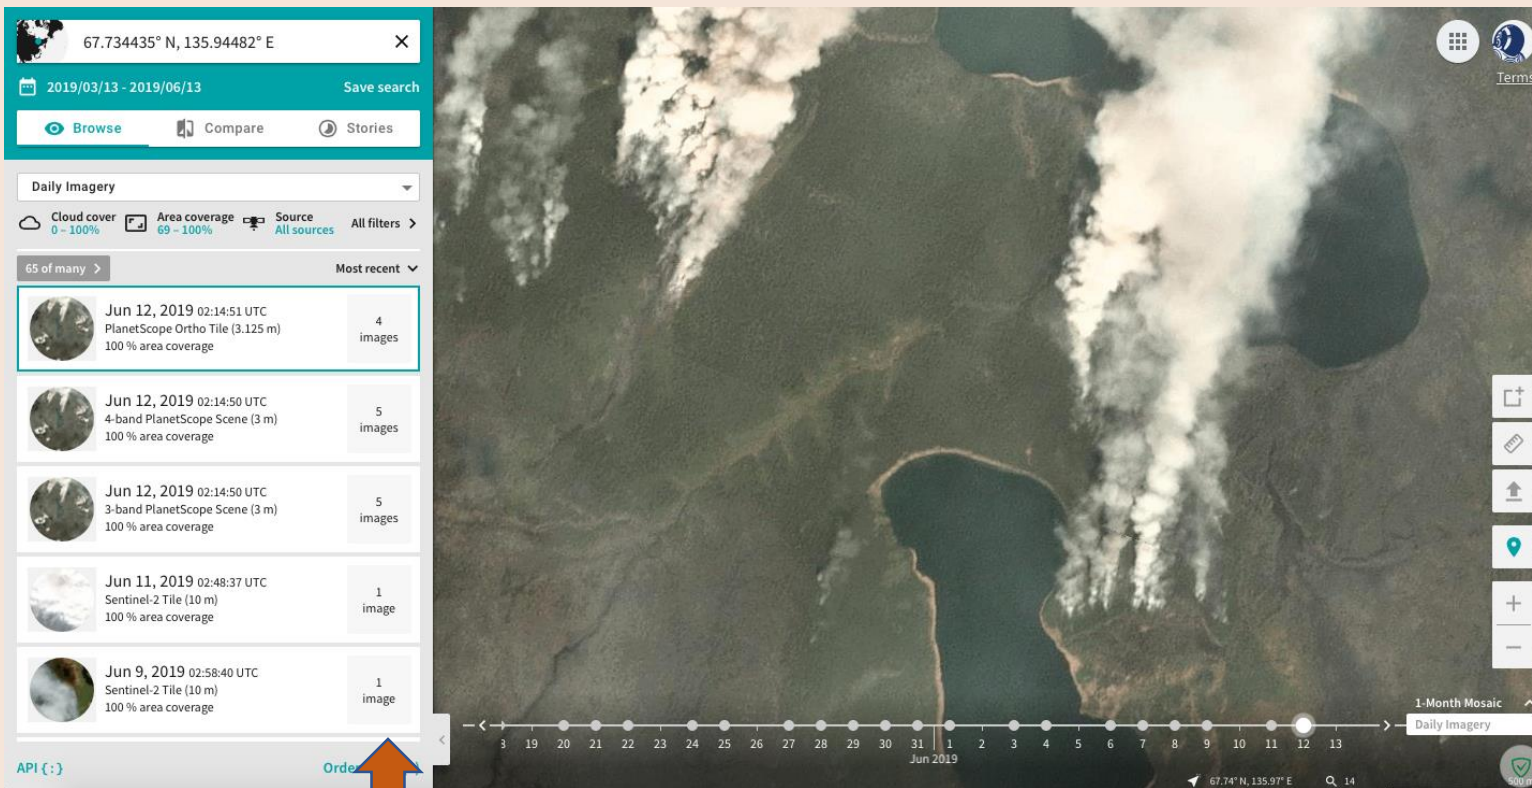 67.734435° N, 135.94482° E
2019/03/13 - 2019/06/13 Save search
Browse Compare Stories
Daily Imagery
Cloud cover
0 – 100%
Area coverage
69 – 100%
Source
All sources
All filters
65 of many
Most recent
Jun 12, 2019 02:14:51 UTC
PlanetScope Ortho Tile (3.125 m)
100 % area coverage
4
images
Jun 12, 2019 02:14:50 UTC
4-band PlanetScope Scene (3 m)
100 % area coverage
5
images
Jun 12, 2019 02:14:50 UTC
3-band PlanetScope Scene (3 m)
100 % area coverage
5
images
Jun 11, 2019 02:48:37 UTC
Sentinel-2 Tile (10 m)
100 % area coverage
1
image
Jun 9, 2019 02:58:40 UTC
Sentinel-2 Tile (10 m)
100 % area coverage
1
image
API {:}
Terms
1-Month Mosaic
Daily Imagery
19 20 21 22 23 24 25 26 27 28 29 30 31 1 2 3 4 5 6 7 8 9 10 11 12 13
Jun 2019
67.74° N, 135.97° E 14